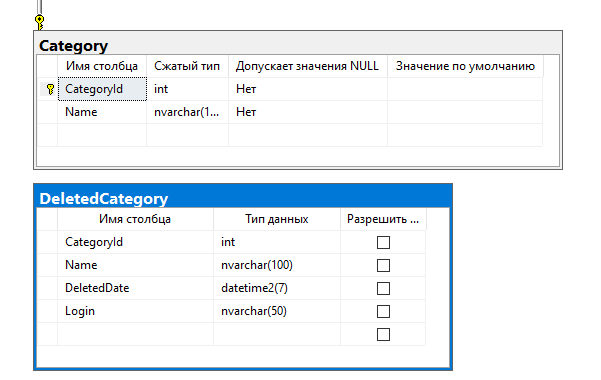 Category
Имя столбца Сжатый тип Допускает значения NULL Значение по умолчанию
CategoryId int Нет
Name nvarchar(1... Нет
DeletedCategory
Имя столбца Тип данных Разрешить ...
CategoryId int
Name nvarchar(100)
DeletedDate datetime2(7)
Login nvarchar(50)